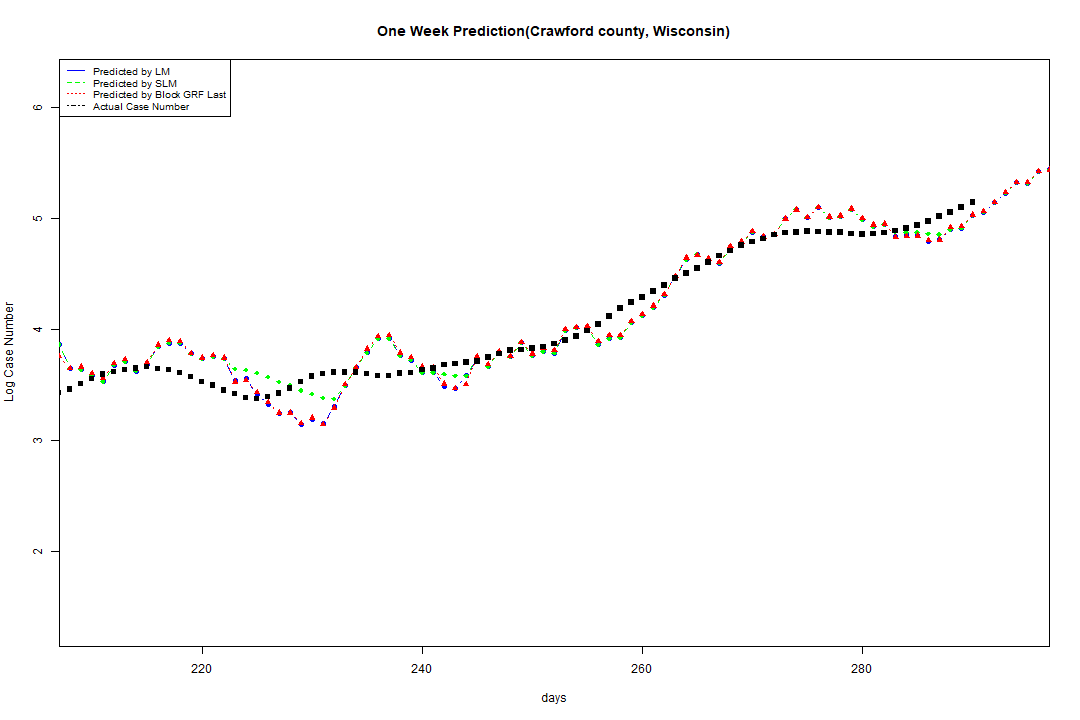 One Week Prediction(Crawford county, Wisconsin)
Predicted by LM
Predicted by SLM
Predicted by Block GRF Last
Actual Case Number
6
5
4
3
2
Log Case Number
220 240 260 280
days